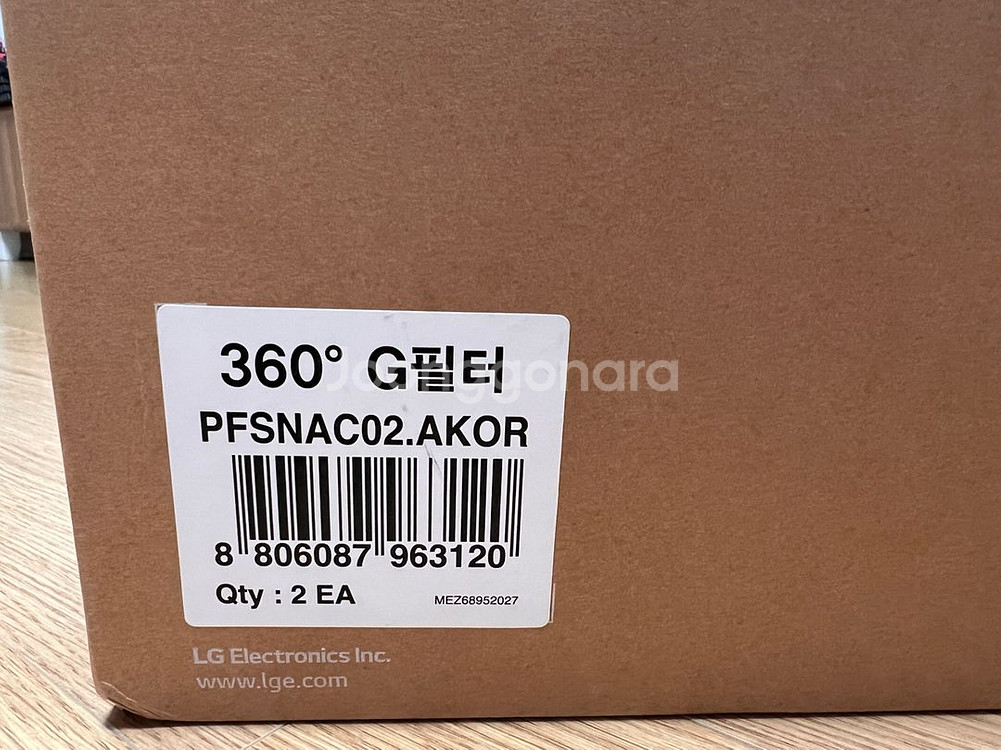 360° G필터
Joonggonara
PFSNAC02.AKOR
8 806087 963120
Qty : 2 EA
MEZ68952027
LG Electronics Inc.
www.lge.com